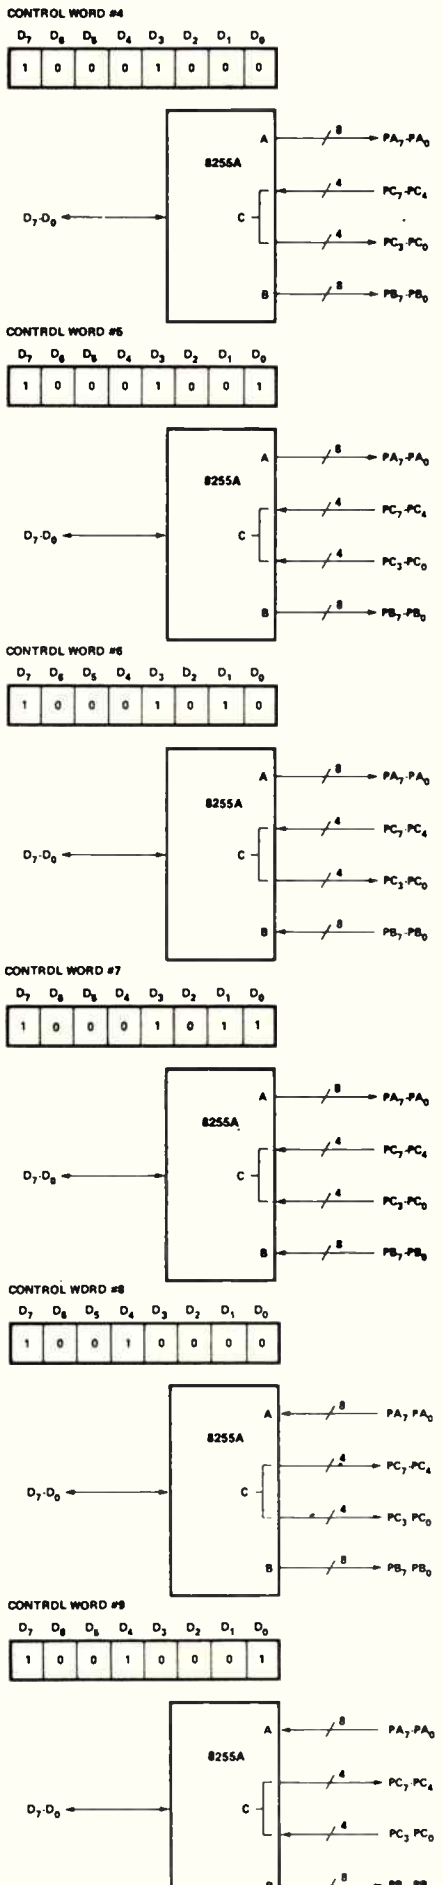 CONTROL WORD #4
D7 D6 D5 D4 D3 D2 D1 D0
1 0 0 0 1 0 0 0
A 8 PA7-PA0
8255A
4 PC7-PC4
D7-D0 C
4 PC3-PC0
B 8 PB7-PB0
CONTROL WORD #5
D7 D6 D5 D4 D3 D2 D1 D0
1 0 0 0 1 0 0 1
A 8 PA7-PA0
8255A
4 PC7-PC4
D7-D0 C
4 PC3-PC0
B 8 PB7-PB0
CONTROL WORD #6
D7 D6 D5 D4 D3 D2 D1 D0
1 0 0 0 1 0 1 0
A 8 PA7-PA0
8255A
4 PC7-PC4
D7-D0 C
4 PC3-PC0
B 8 PB7-PB0
CONTROL WORD #7
D7 D6 D5 D4 D3 D2 D1 D0
1 0 0 0 1 0 1 1
A 8 PA7-PA0
8255A
4 PC7-PC4
D7-D0 C
4 PC3-PC0
B 8 PB7-PB0
CONTROL WORD #8
D7 D6 D5 D4 D3 D2 D1 D0
1 0 0 1 0 0 0 0
A 8 PA7 PA0
8255A
4 PC7-PC4
D7-D0 C
4 PC3 PC0
B 8 PB7 PB0
CONTROL WORD #9
D7 D6 D5 D4 D3 D2 D1 D0
1 0 0 1 0 0 0 1
A 8 PA7-PA0
8255A
4 PC7-PC4
D7-D0 C
4 PC3 PC0
8